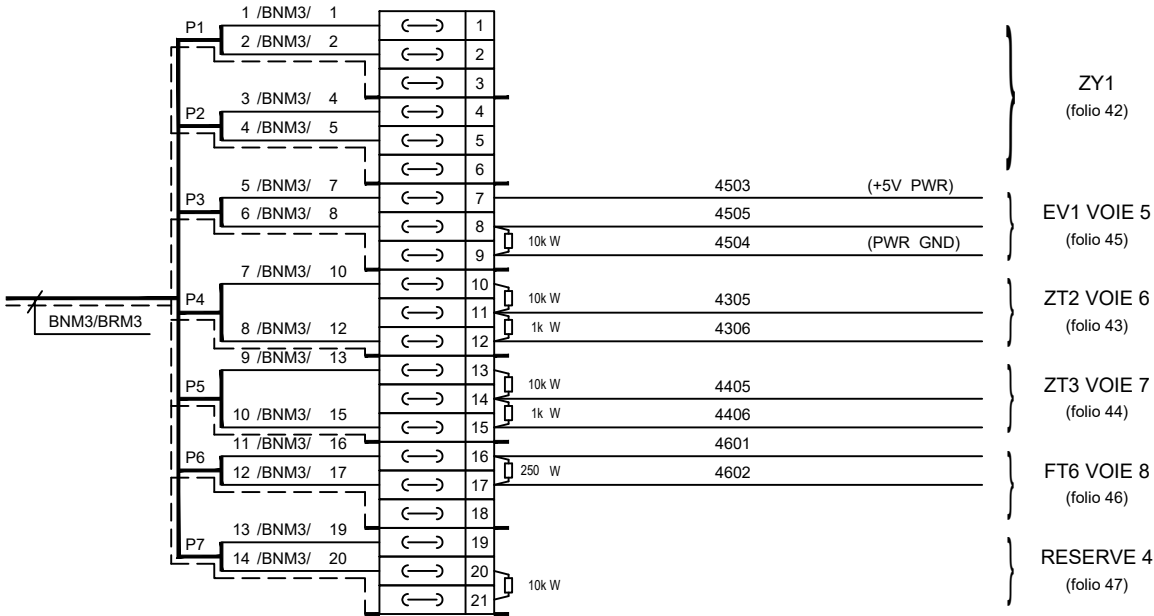 P1 1 /BNM3/ 1 1
2 /BNM3/ 2 2
3
ZY1
(folio 42)
P2 3 /BNM3/ 4 4
4 /BNM3/ 5 5
6
P3 5 /BNM3/ 7 7 4503 (+5V PWR)
6 /BNM3/ 8 8 4505
10k W
9 4504 (PWR GND)
EV1 VOIE 5
(folio 45)
BNM3/BRM3
P4 7 /BNM3/ 10 10
10k W
11 4305
1k W
8 /BNM3/ 12 12 4306
ZT2 VOIE 6
(folio 43)
P5 9 /BNM3/ 13 13
10k W
14 4405
1k W
10 /BNM3/ 15 15 4406
ZT3 VOIE 7
(folio 44)
P6 11 /BNM3/ 16 16 4601
250 W
12 /BNM3/ 17 17 4602
18
FT6 VOIE 8
(folio 46)
P7 13 /BNM3/ 19 19
14 /BNM3/ 20 20
10k W
21
RESERVE 4
(folio 47)